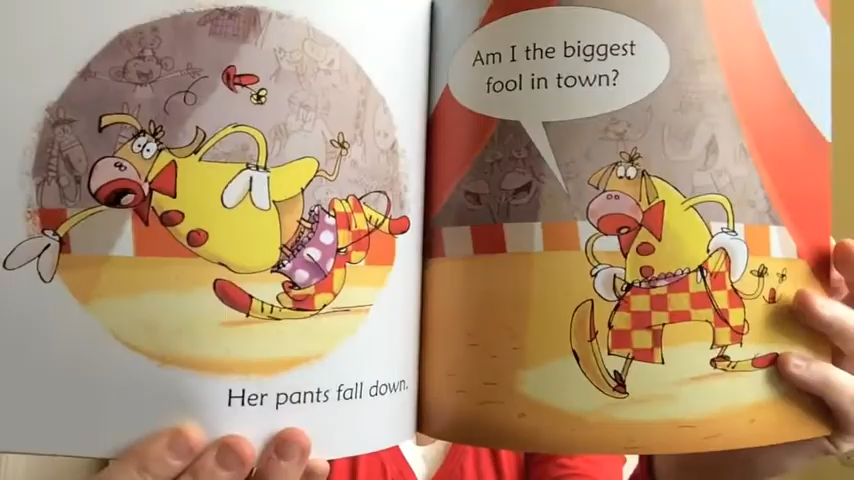 Her pants fall down.
Am I the biggest
fool in town?